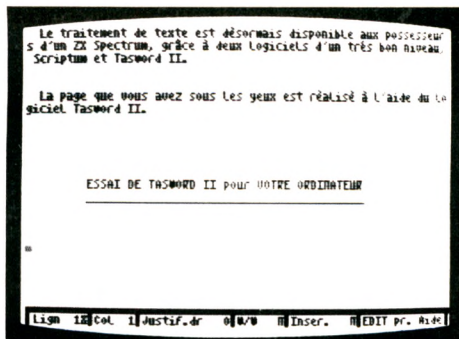 Le traitement de texte est désormais disponible aux possesseur
s d'un ZX Spectrum, grâce à deux logiciels d'un très bon niveau,
Scriptum et Tasword II.
La page que vous avez sous les yeux est réalisé à l'aide du lo
giciel Tasword II.
ESSAI DE TASWORD II pour VOTRE ORDINATEUR
Lign Col 1 Justif.dr W/W Inser. EDIT pr. Aide